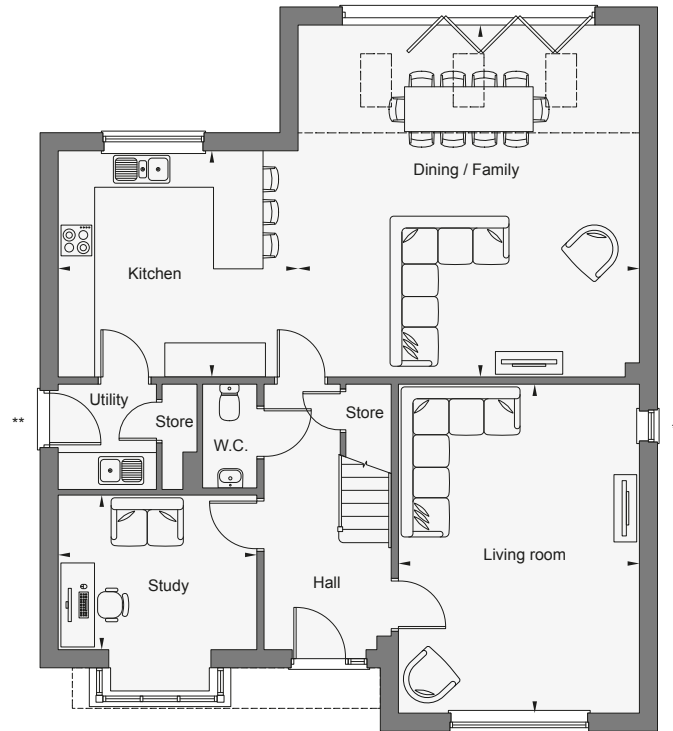 Dining / Family
Kitchen
Utility
**
Store
Store
W.C.
Living room
Study
Hall